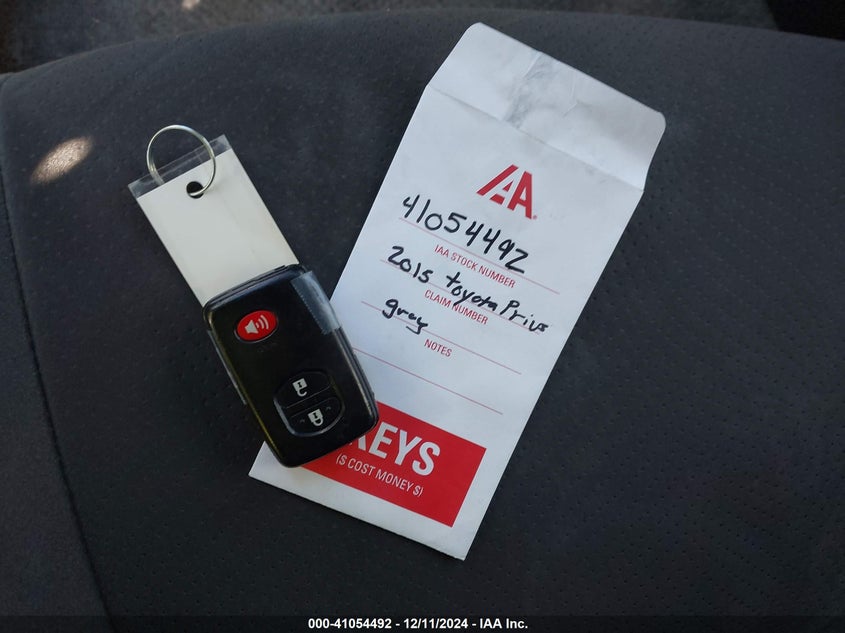 IAA
41054492
IAA STOCK NUMBER
2015 toyota Prius
CLAIM NUMBER
gray
NOTES
KEYS
($ COST MONEY $)
000-41054492 - 12/11/2024 - IAA Inc.